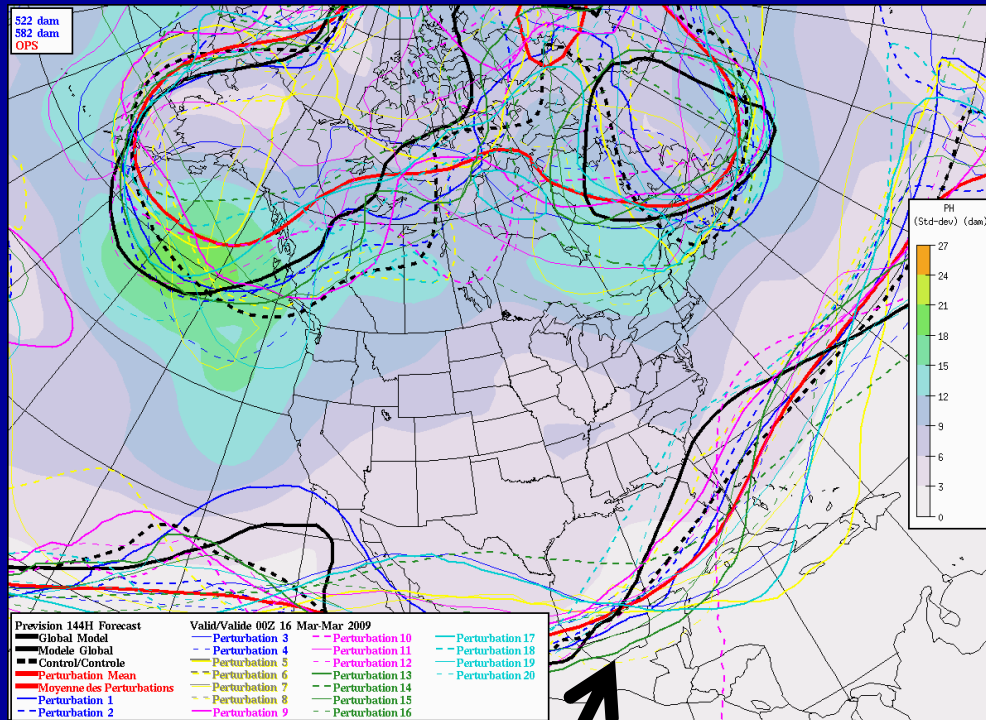 522 dam
582 dam
OPS
PH
(Std-dev) (dam)
27
24
21
18
15
12
9
6
3
0
Prevision 144H Forecast
Valid/Valide 00Z 16 Mar-Mar 2009
Global Model
Modele Global
Control/Controle
Perturbation Mean
Moyenne des Perturbations
Perturbation 1
Perturbation 2
Perturbation 3
Perturbation 4
Perturbation 5
Perturbation 6
Perturbation 7
Perturbation 8
Perturbation 9
Perturbation 10
Perturbation 11
Perturbation 12
Perturbation 13
Perturbation 14
Perturbation 15
Perturbation 16
Perturbation 17
Perturbation 18
Perturbation 19
Perturbation 20